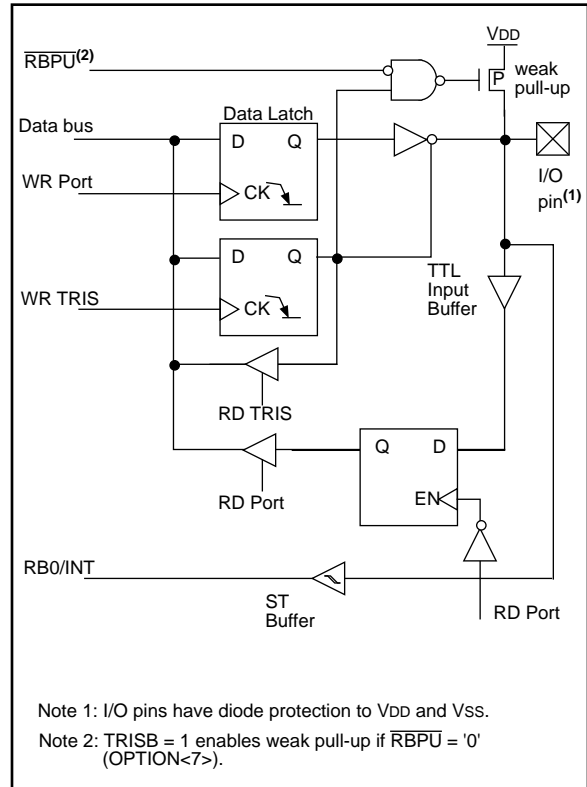 VDD
RBPU(2)
P
weak
pull-up
Data bus
Data Latch
D Q
I/O
pin(1)
WR Port
CK
D Q
TTL
Input
Buffer
WR TRIS
CK
RD TRIS
Q D
RD Port
EN
RB0/INT
ST
Buffer
RD Port
Note 1: I/O pins have diode protection to VDD and VSS.
Note 2: TRISB = 1 enables weak pull-up if RBPU = '0'
(OPTION<7>).